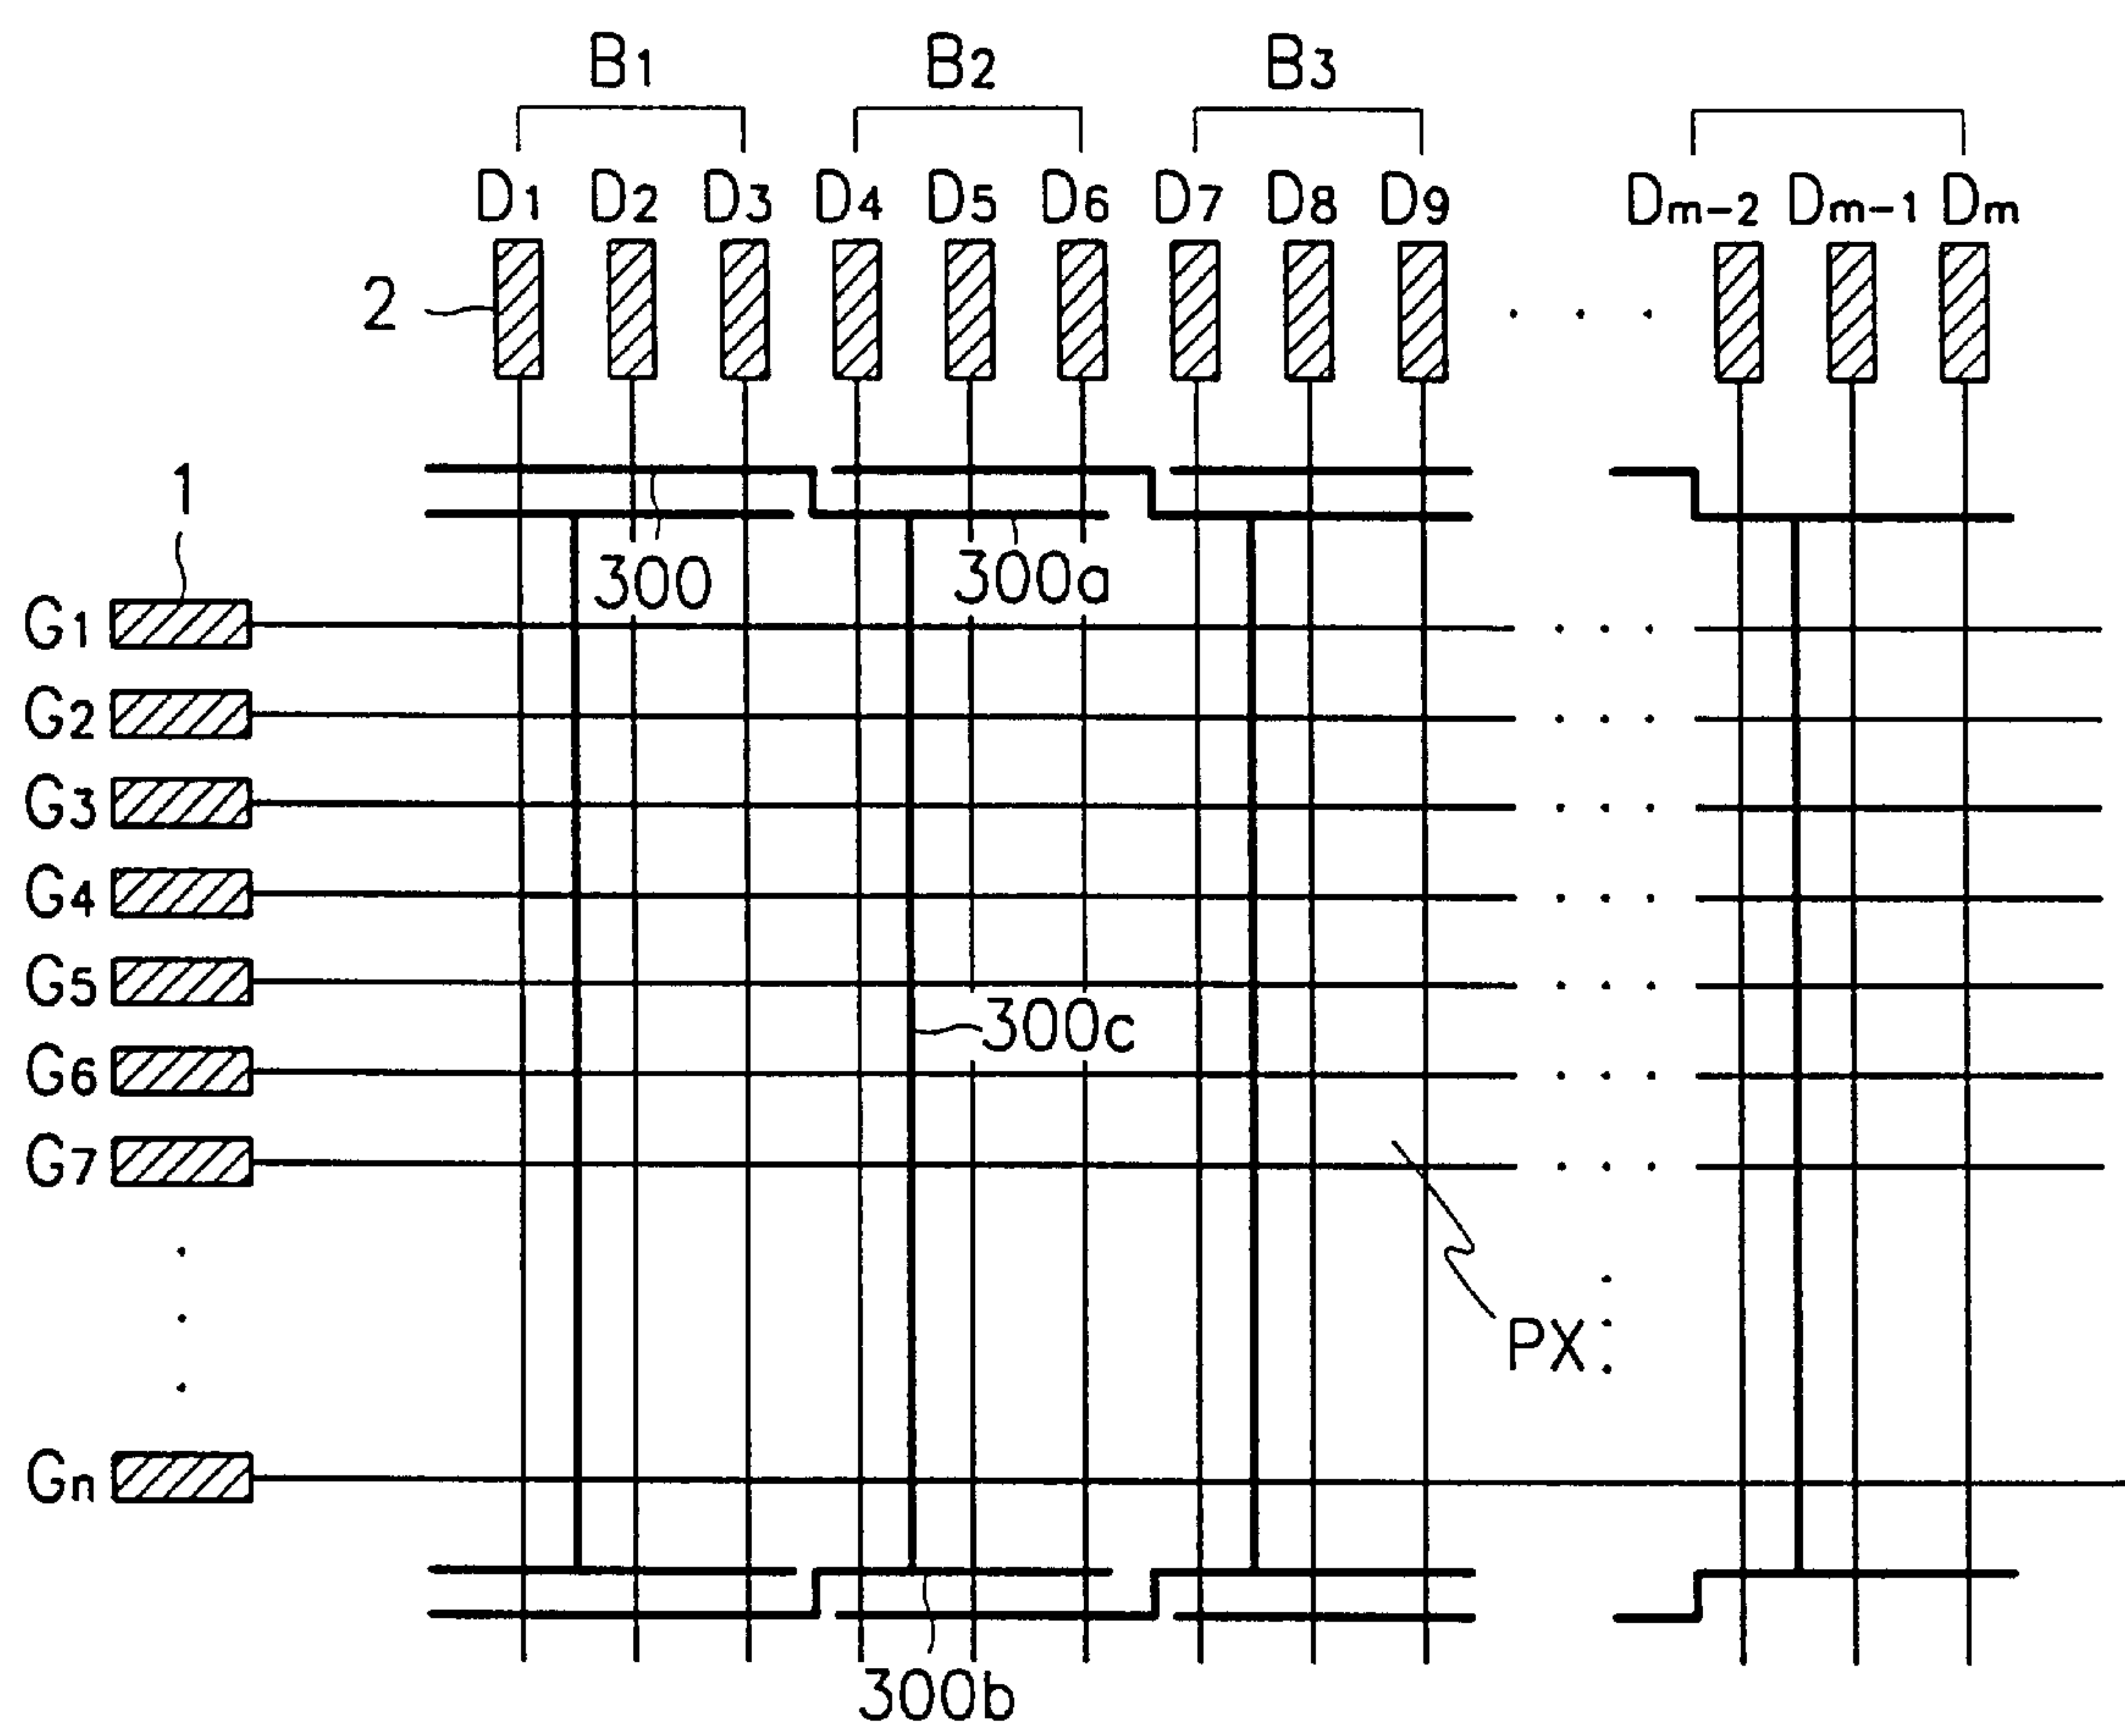 B1 B2 B3
D1 D2 D3 D4 D5 D6 D7 D8 D9 Dm-2 Dm-1 Dm
2
1
300 300a
G1
G2
G3
G4
G5
300c
G6
G7
PX
Gn
300b